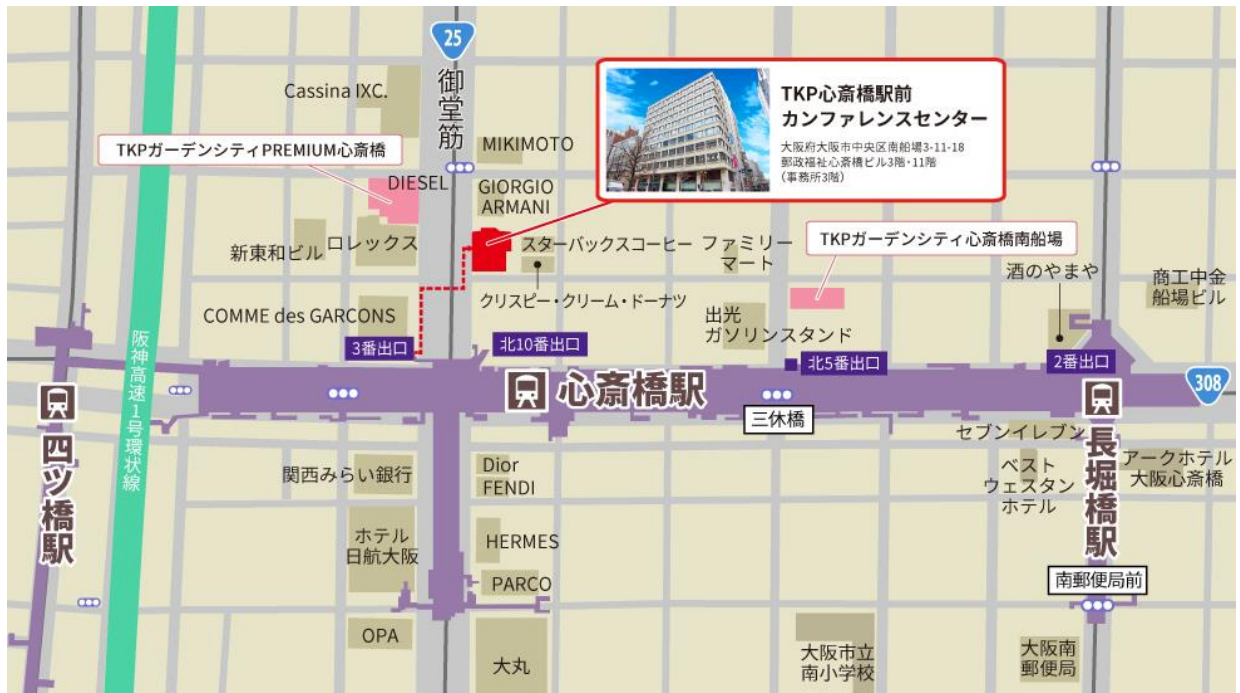 25
御堂筋
Cassina IXC.
TKPガーデンシティPREMIUM心斎橋
MIKIMOTO
DIESEL
GIORGIO
ARMANI
TKP心斎橋駅前
カンファレンスセンター
大阪府大阪市中央区南船場3-11-18
郵政福祉心斎橋ビル3階・11階
(事務所3階)
新東和ビル
ロレックス
スターバックスコーヒー
ファミリー
マート
TKPガーデンシティ心斎橋南船場
酒のやまや
商工中金
船場ビル
クリスピー・クリーム・ドーナツ
COMME des GARCONS
出光
ガソリンスタンド
3番出口
北10番出口
北5番出口
2番出口
阪神高速1号環状線
四ツ橋駅
心斎橋駅
三休橋
308
長堀橋駅
セブンイレブン
関西みらい銀行
Dior
FENDI
ベスト
ウェスタン
ホテル
アークホテル
大阪心斎橋
ホテル
日航大阪
HERMES
PARCO
南郵便局前
OPA
大丸
大阪市立
南小学校
大阪南
郵便局